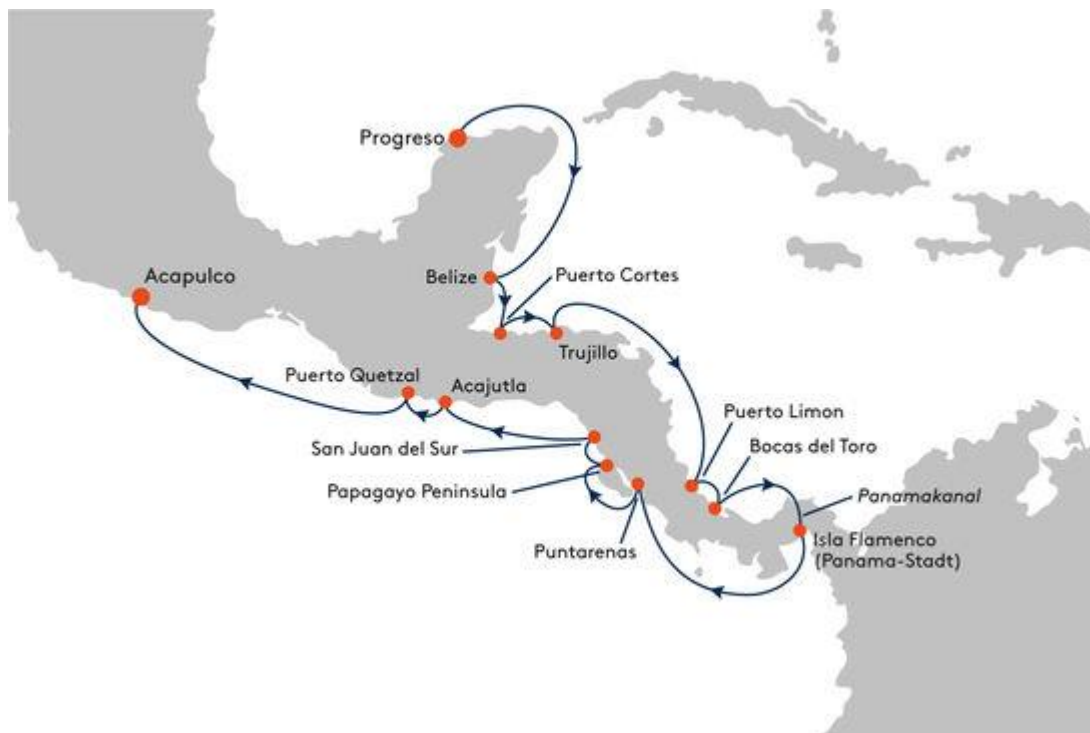 Progreso
Acapulco
Belize
Puerto Cortes
Trujillo
Puerto Quetzal
Acajutla
Puerto Limon
San Juan del Sur
Bocas del Toro
Papagayo Peninsula
Panamakanal
Puntarenas
Isla Flamenco
(Panama-Stadt)